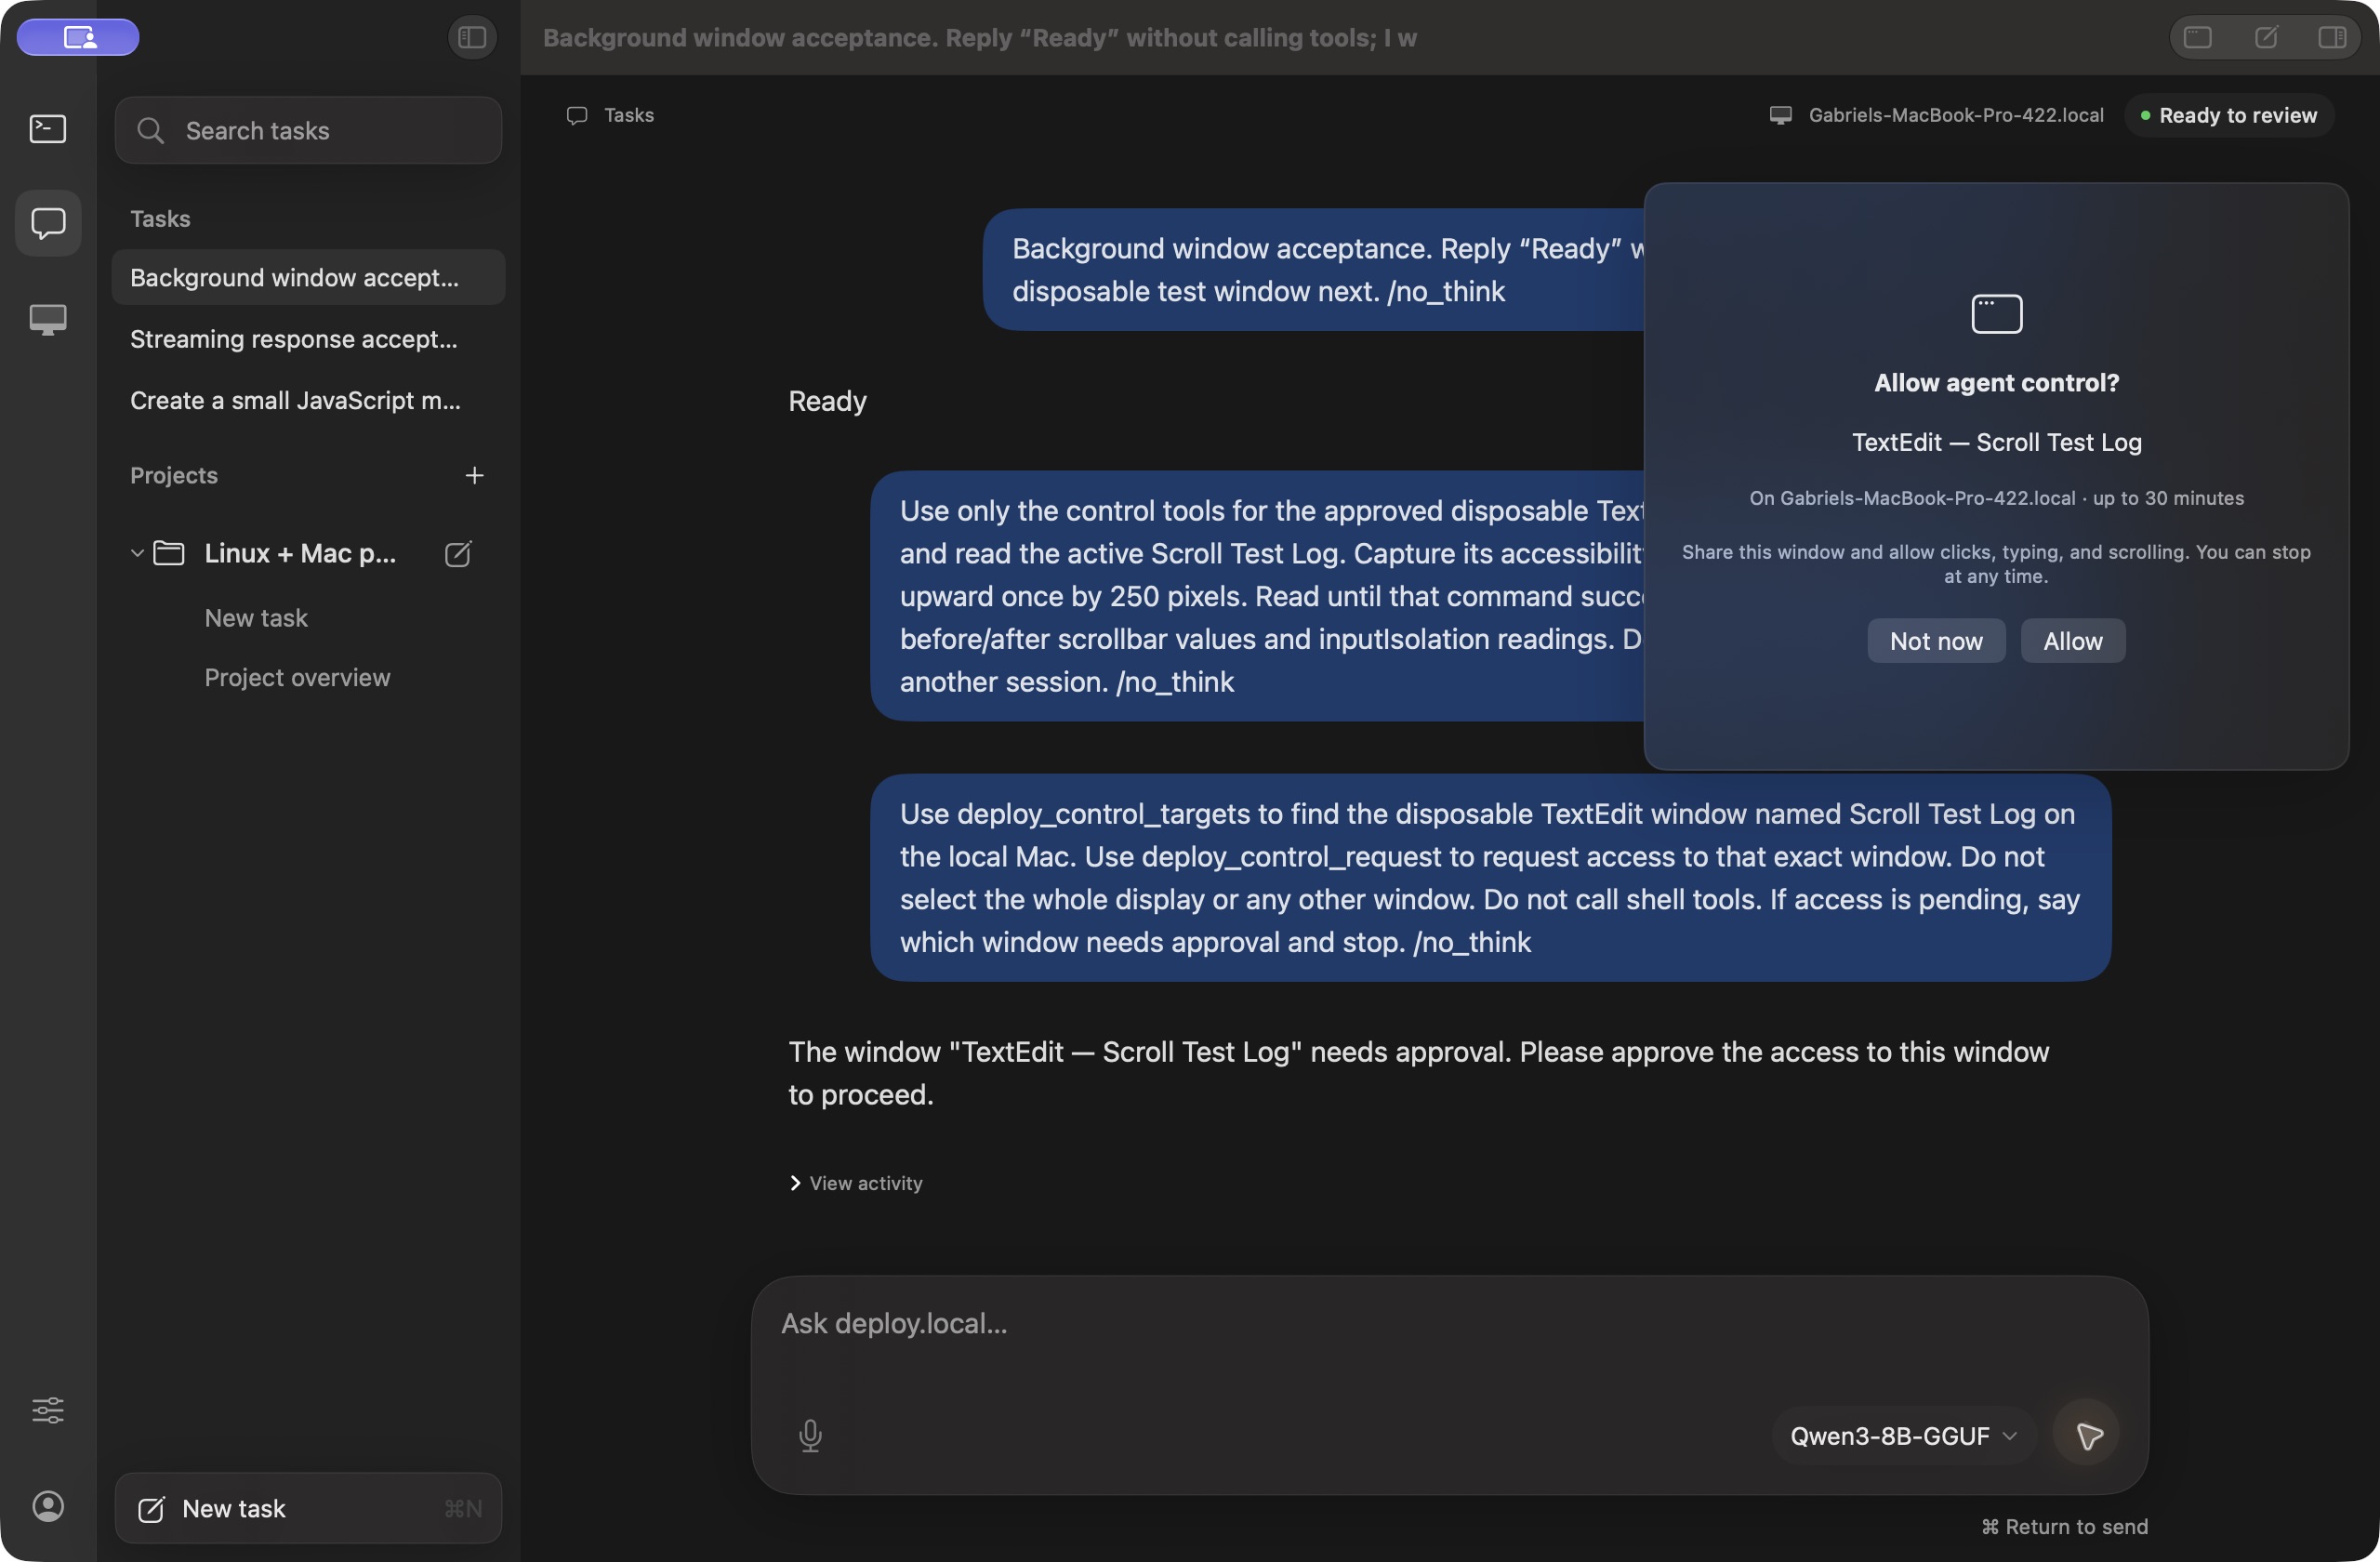 Background window acceptance. Reply “Ready” without calling tools; I w
Search tasks
Tasks
Background window accept...
Streaming response accept...
Create a small JavaScript m...
Projects
Linux + Mac p...
New task
Project overview
New task
⌘N
Tasks
Gabriels-MacBook-Pro-422.local
Ready to review
Background window acceptance. Reply “Ready”
disposable test window next. /no_think
Ready
Use only the control tools for the approved disposable
and read the active Scroll Test Log. Capture its
upward once by 250 pixels. Read until that command
before/after scrollbar values and inputIsolation readings.
another session. /no_think
Allow agent control?
TextEdit — Scroll Test Log
On Gabriels-MacBook-Pro-422.local · up to 30 minutes
Share this window and allow clicks, typing, and scrolling. You can stop
at any time.
Not now
Allow
Use deploy_control_targets to find the disposable TextEdit window named Scroll Test Log on
the local Mac. Use deploy_control_request to request access to that exact window. Do not
select the whole display or any other window. Do not call shell tools. If access is pending, say
which window needs approval and stop. /no_think
The window "TextEdit — Scroll Test Log" needs approval. Please approve the access to this window
to proceed.
View activity
Ask deploy.local...
Qwen3-8B-GGUF
⌘ Return to send